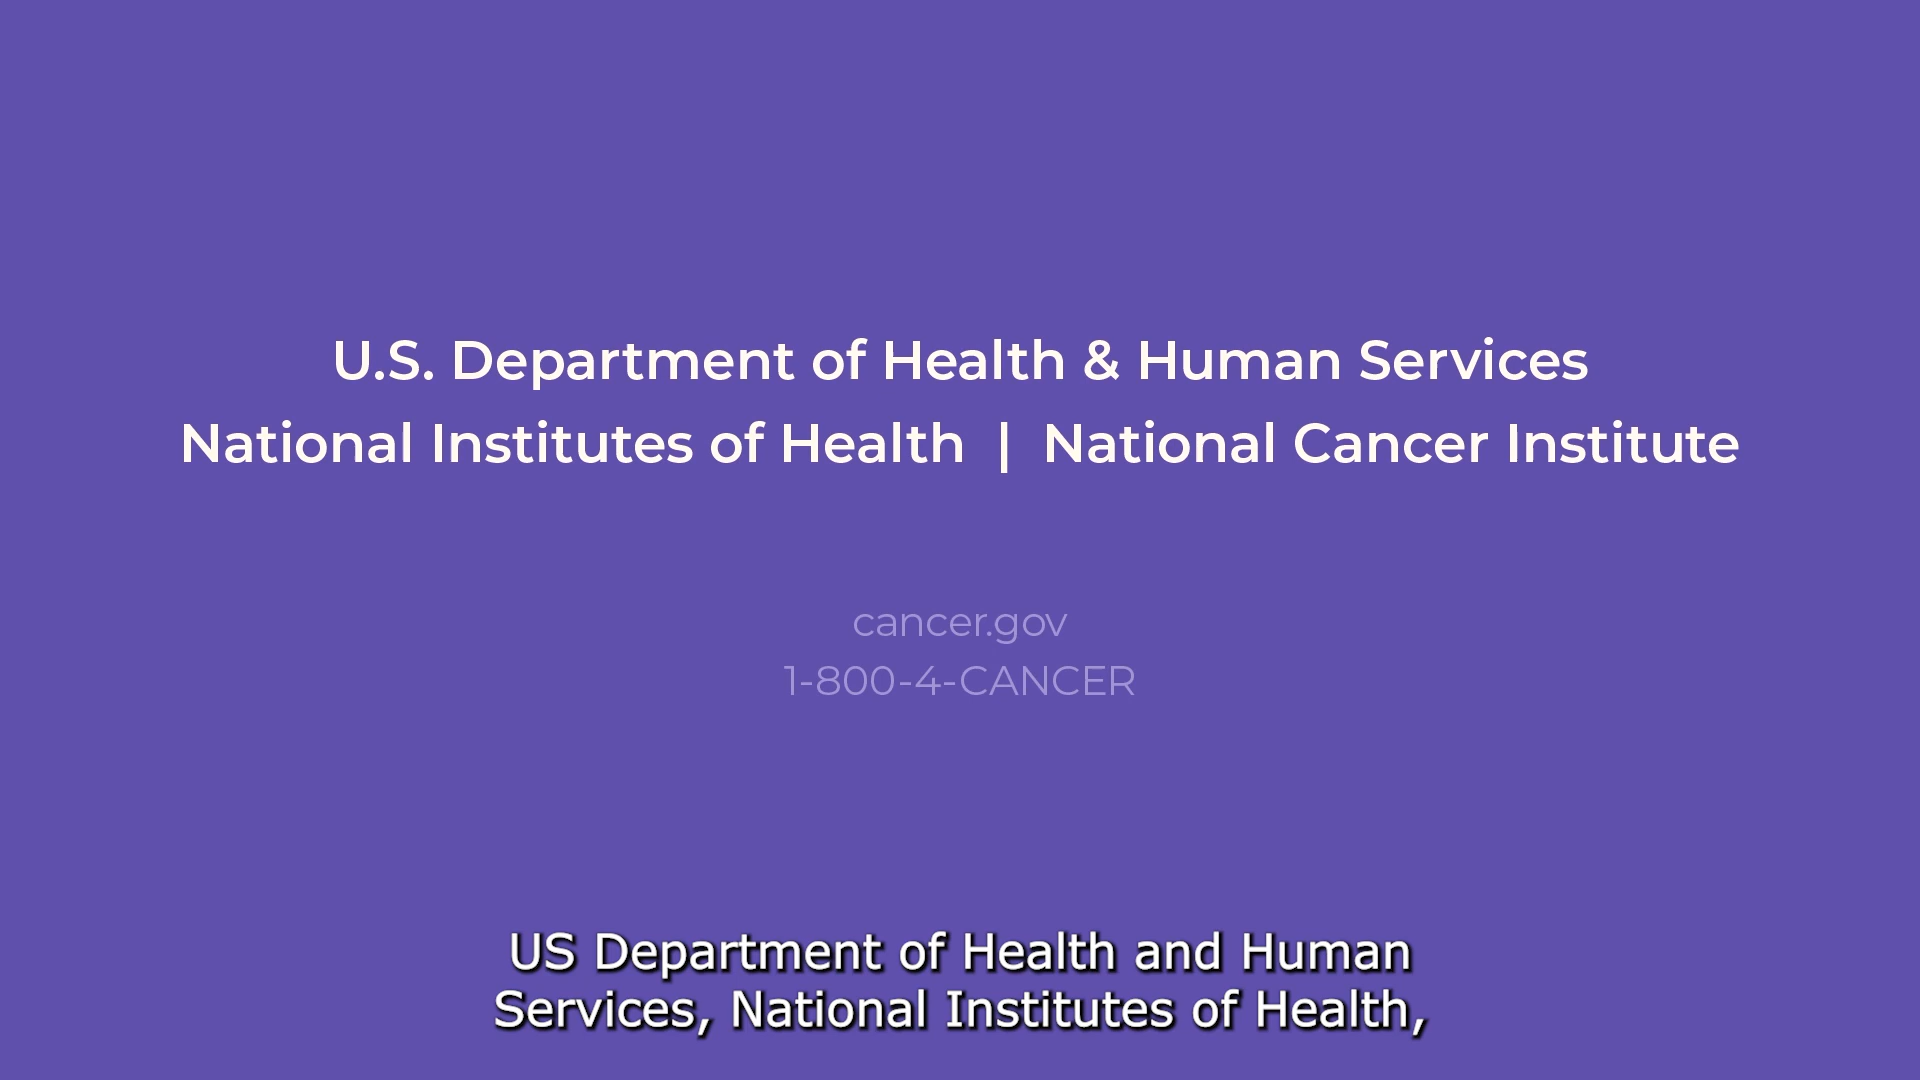 U.S. Department of Health & Human Services
National Institutes of Health | National Cancer Institute
cancer.gov
1-800-4-CANCER
US Department of Health and Human
Services, National Institutes of Health,